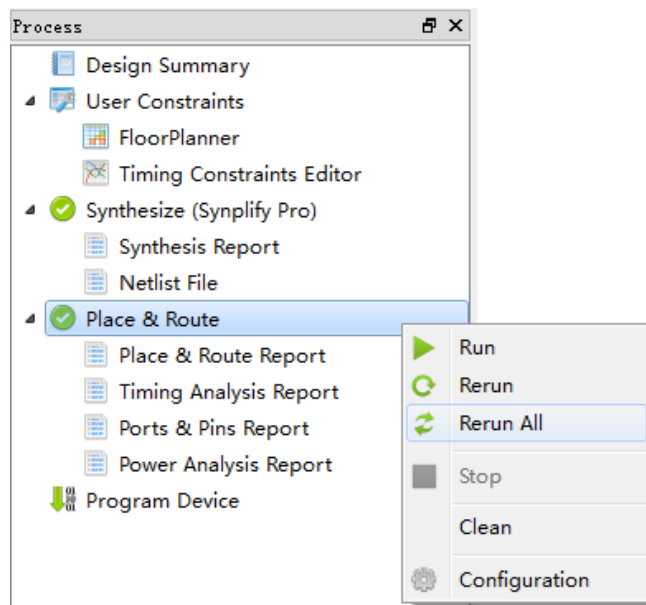 Process
Design Summary
User Constraints
FloorPlanner
Timing Constraints Editor
Synthesize (Synplify Pro)
Synthesis Report
Netlist File
Place & Route
Place & Route Report
Timing Analysis Report
Ports & Pins Report
Power Analysis Report
Program Device
Run
Rerun
Rerun All
Stop
Clean
Configuration